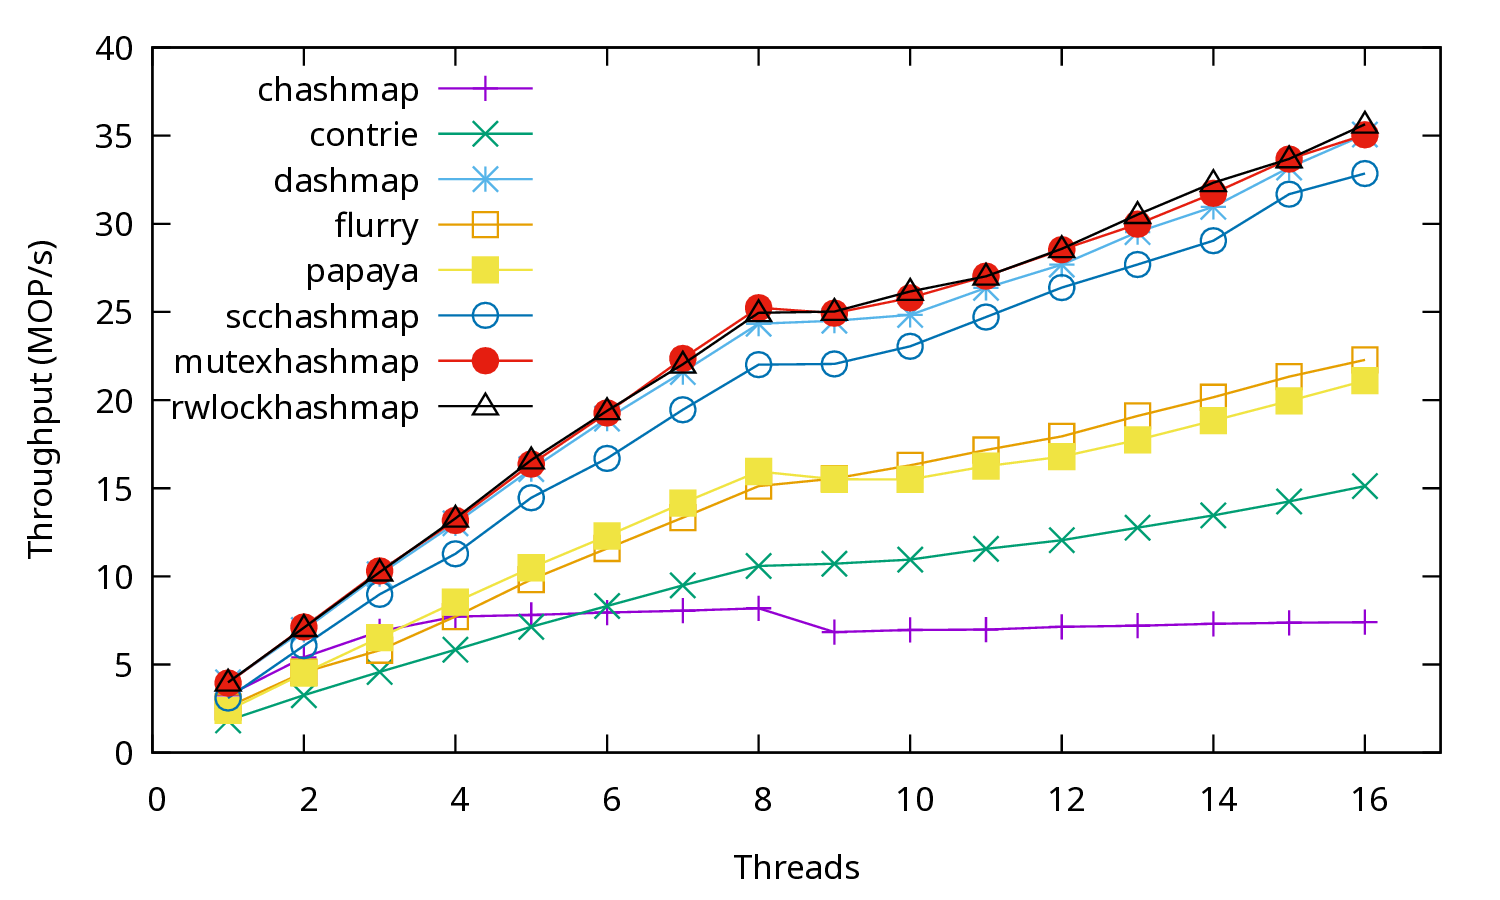 40
35
30
25
20
15
10
5
0
Throughput (MOP/s)
chashmap
contrie
dashmap
flurry
papaya
scchashmap
mutexhashmap
rwlockhashmap
0 2 4 6 8 10 12 14 16
Threads